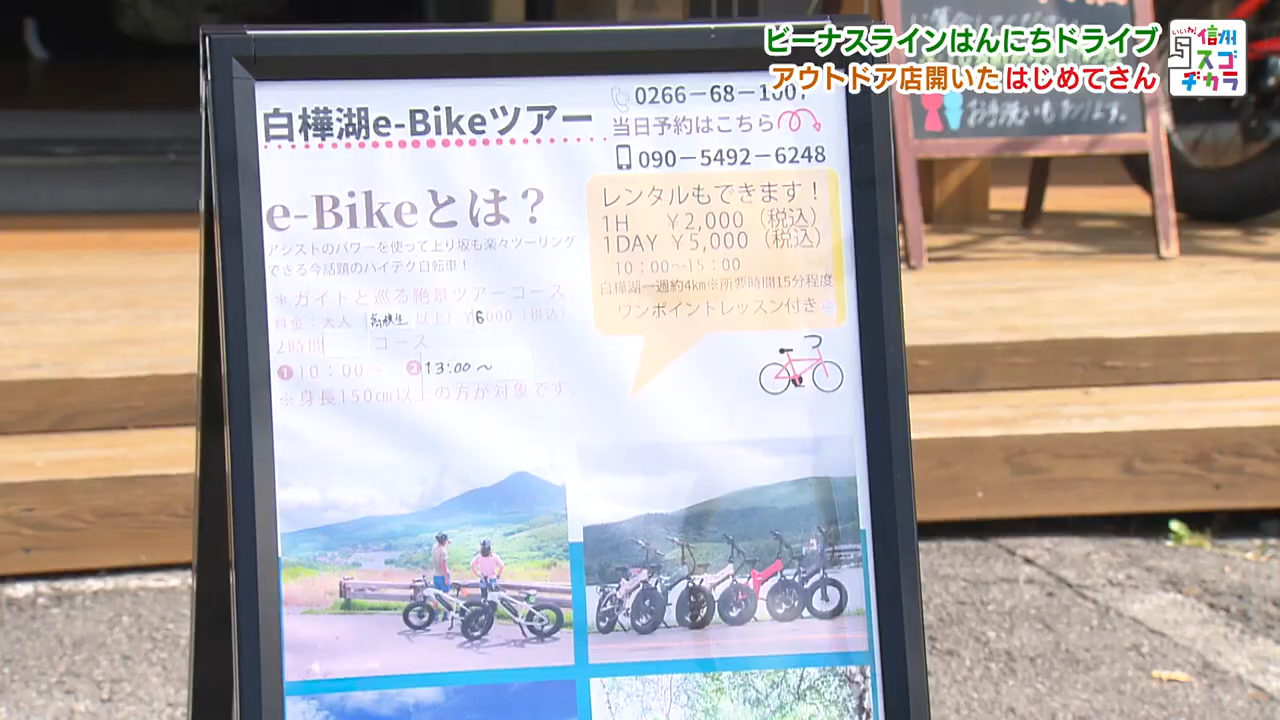 ビーナスラインはんにちドライブ
アウトドア店開いた はじめてさん
いいね!
信州
スゴ
ヂカラ
白樺湖e-Bikeツアー
0266－68－100
当日予約はこちら
090－5492－6248
e-Bikeとは？
アシストのパワーを使って上り坂も楽々ツーリング
できる今話題のハイテク自転車！
＊ガイドと巡る絶景ツアーコース
料金：大人 高校生 以上) ¥6000（税込）
2時間 コース
❶10：00～ ❷13:00～
※身長150cm以上の方が対象です
レンタルもできます！
1H ￥2,000（税込）
1DAY ￥5,000（税込）
10：00～15：00
白樺湖一週約4km※所要時間15分程度
ワンポイントレッスン付き